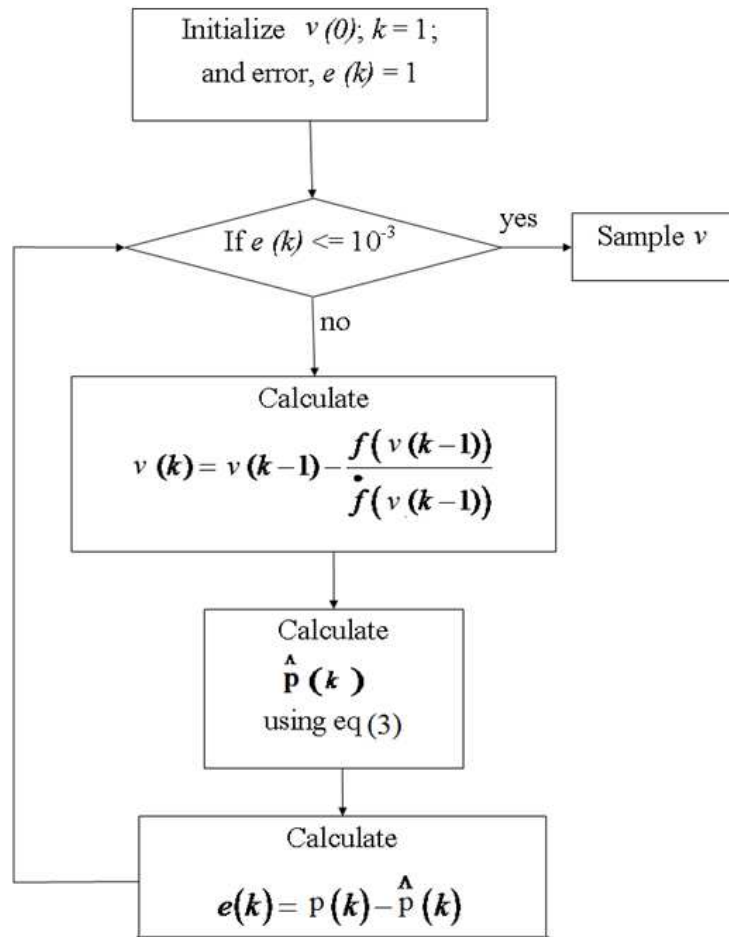 Initialize v (0); k = 1;
and error, e (k) = 1
If e (k) <= 10⁻³
yes
Sample v
no
Calculate
v (k) = v (k−1) − f( v (k−1)) / ḟ( v (k−1))
Calculate
p̂ (k )
using eq (3)
Calculate
e(k) = p (k) − p̂ (k)